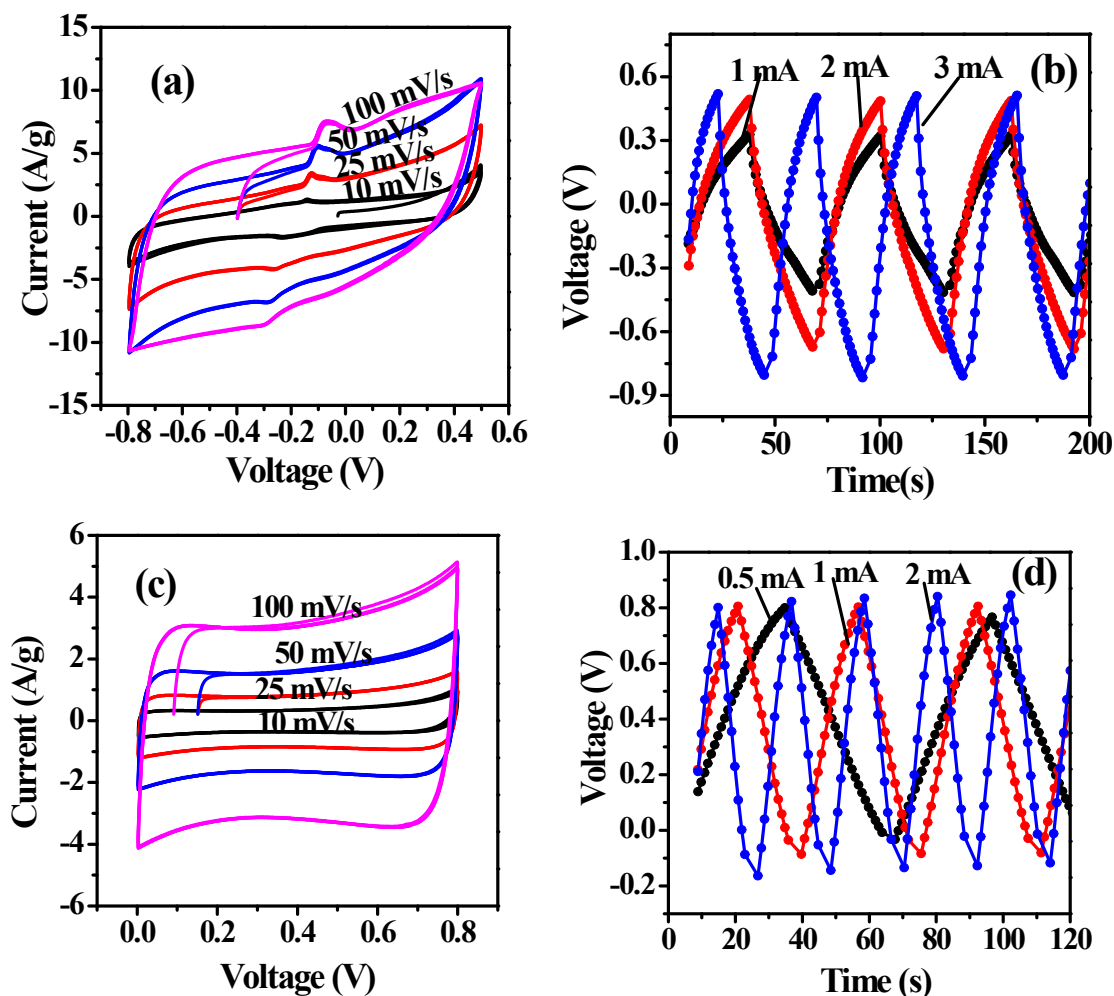 (a)
100 mV/s
50 mV/s
25 mV/s
10 mV/s
15
10
5
0
-5
-10
-15
Current (A/g)
-0.8 -0.6 -0.4 -0.2 0.0 0.2 0.4 0.6
Voltage (V)
(b)
1 mA 2 mA 3 mA
0.6
0.3
0.0
-0.3
-0.6
-0.9
Voltage (V)
0 50 100 150 200
Time(s)
(c)
100 mV/s
50 mV/s
25 mV/s
10 mV/s
6
4
2
0
-2
-4
-6
Current (A/g)
0.0 0.2 0.4 0.6 0.8
Voltage (V)
(d)
0.5 mA 1 mA 2 mA
1.0
0.8
0.6
0.4
0.2
0.0
-0.2
Voltage (V)
0 20 40 60 80 100 120
Time (s)